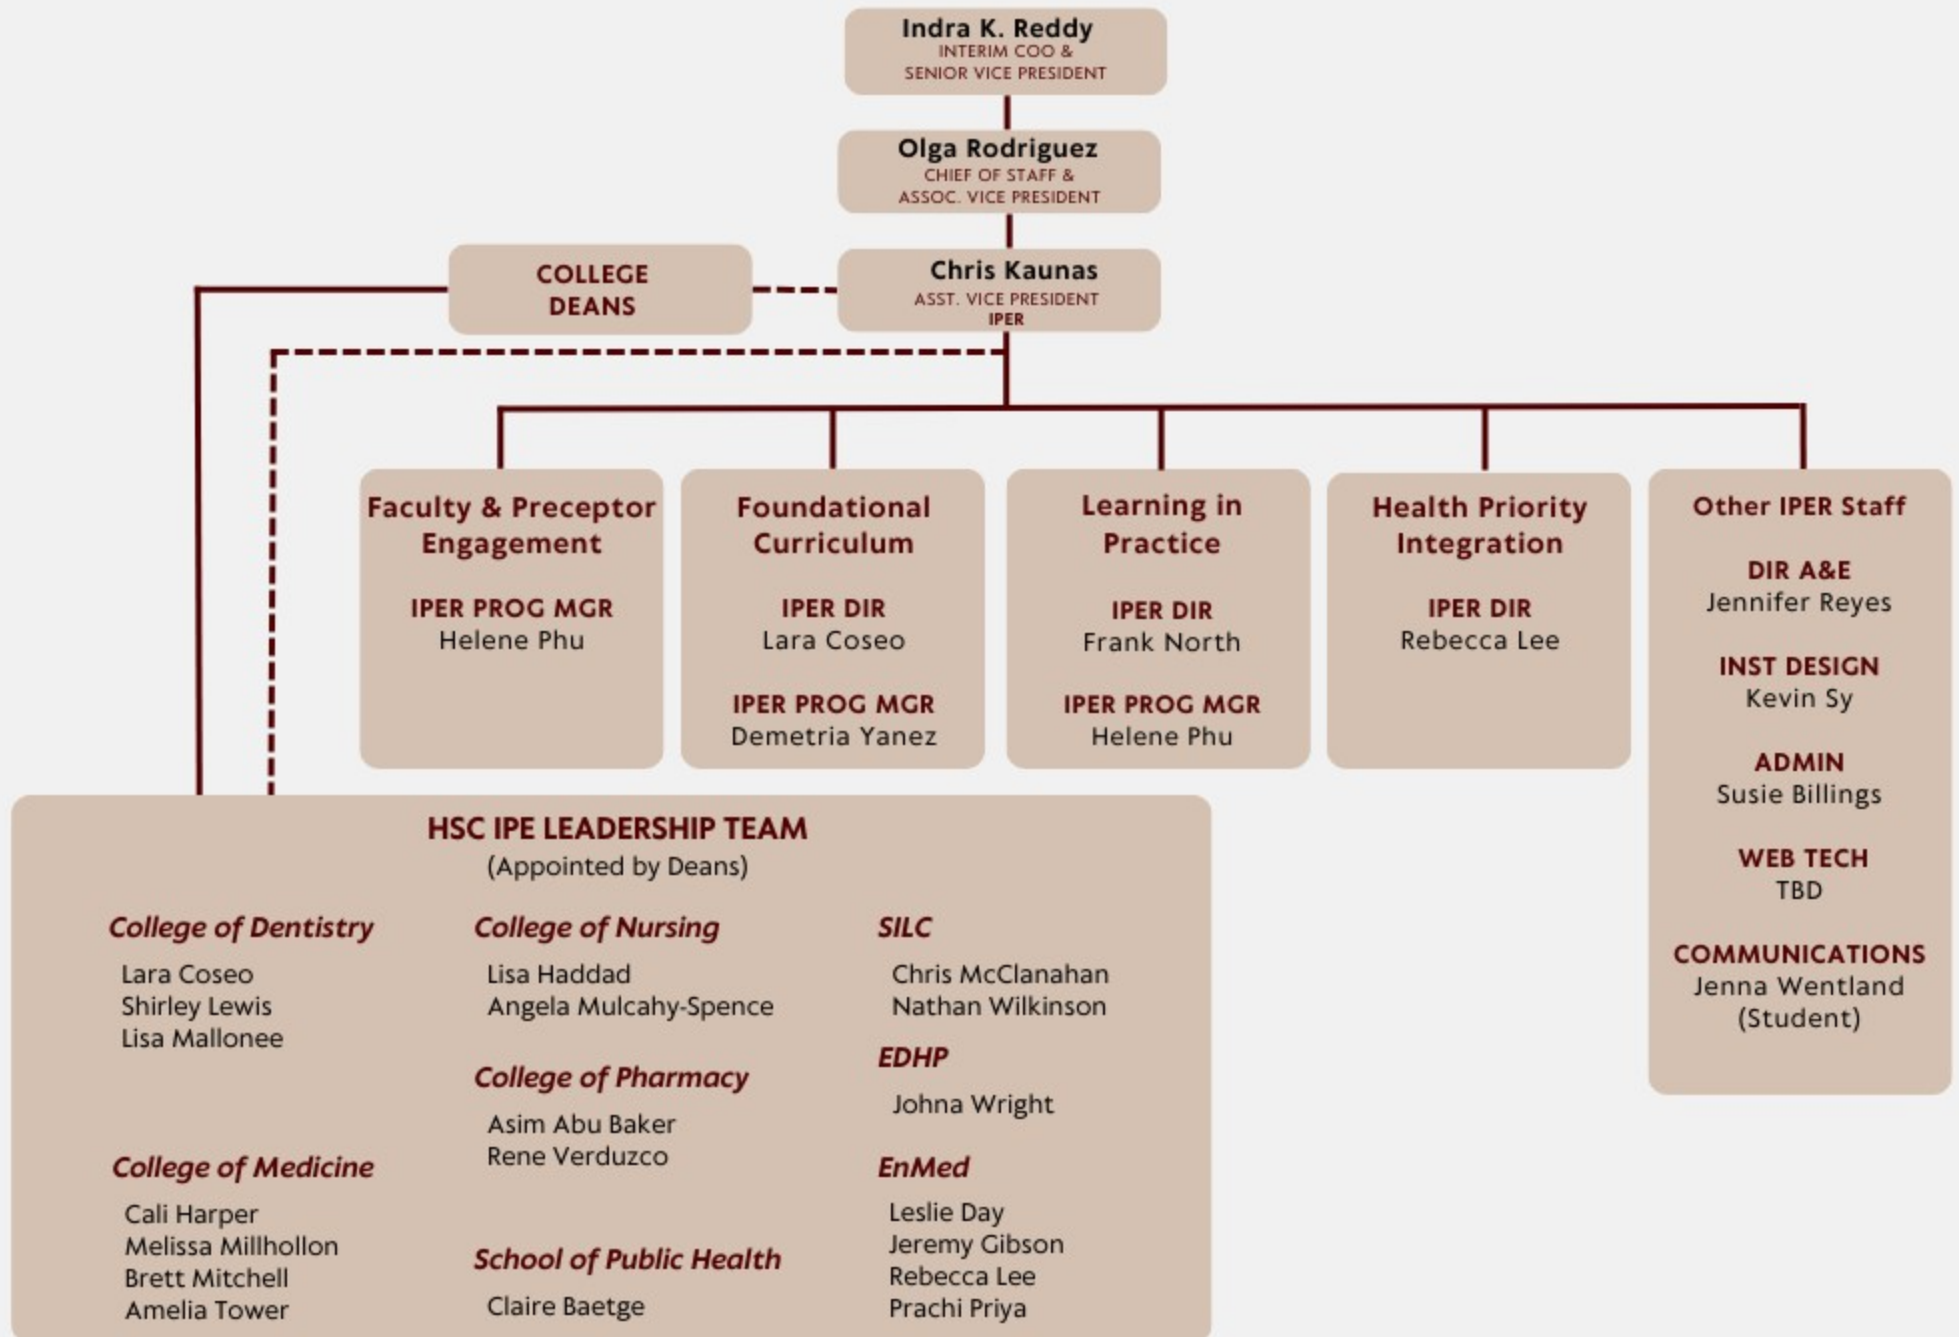 Indra K. Reddy
INTERIM COO &
SENIOR VICE PRESIDENT
Olga Rodriguez
CHIEF OF STAFF &
ASSOC. VICE PRESIDENT
COLLEGE
DEANS
Chris Kaunas
ASST. VICE PRESIDENT
IPER
Faculty & Preceptor
Engagement
IPER PROG MGR
Helene Phu
Foundational
Curriculum
IPER DIR
Lara Coseo
IPER PROG MGR
Demetria Yanez
Learning in
Practice
IPER DIR
Frank North
IPER PROG MGR
Helene Phu
Health Priority
Integration
IPER DIR
Rebecca Lee
Other IPER Staff
DIR A&E
Jennifer Reyes
INST DESIGN
Kevin Sy
ADMIN
Susie Billings
WEB TECH
TBD
COMMUNICATIONS
Jenna Wentland
(Student)
HSC IPE LEADERSHIP TEAM
(Appointed by Deans)
College of Dentistry
Lara Coseo
Shirley Lewis
Lisa Mallonee
College of Medicine
Cali Harper
Melissa Millhollon
Brett Mitchell
Amelia Tower
College of Nursing
Lisa Haddad
Angela Mulcahy-Spence
College of Pharmacy
Asim Abu Baker
Rene Verduzco
School of Public Health
Claire Baetge
SILC
Chris McClanahan
Nathan Wilkinson
EDHP
Johna Wright
EnMed
Leslie Day
Jeremy Gibson
Rebecca Lee
Prachi Priya